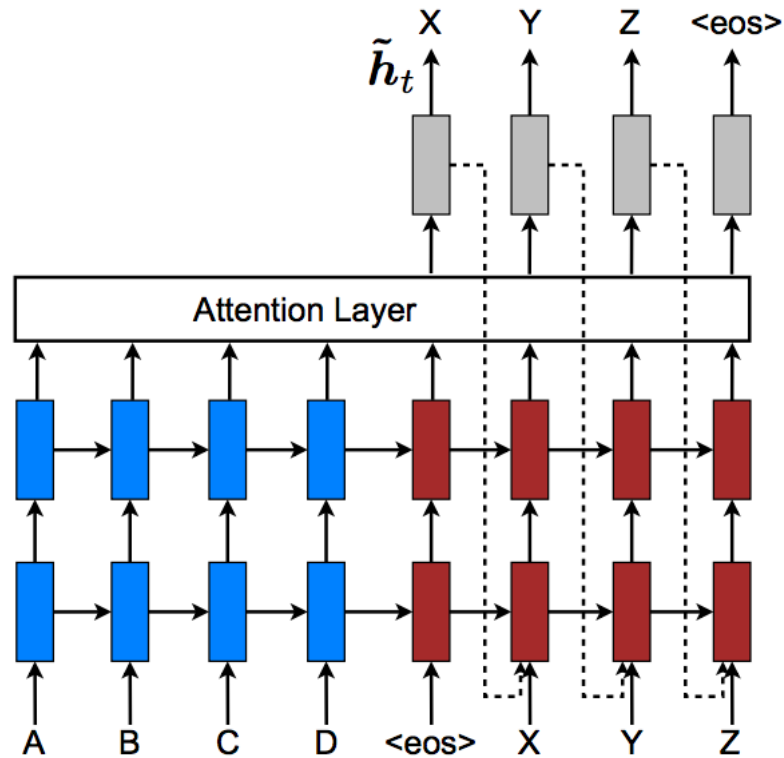 X Y Z <eos>
h̃t
Attention Layer
A B C D <eos> X Y Z